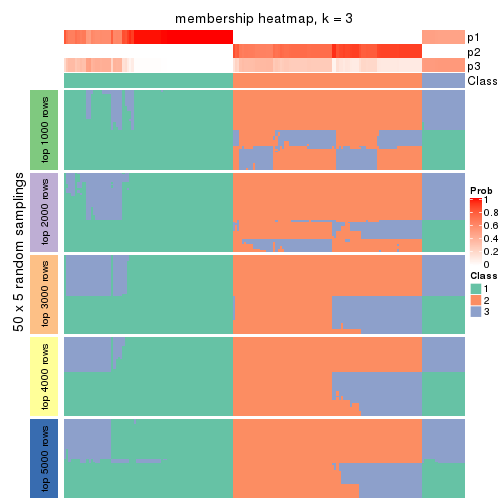 membership heatmap, k = 3
p1
p2
p3
Class
50 x 5 random samplings
top 1000 rows
top 2000 rows
top 3000 rows
top 4000 rows
top 5000 rows
Prob
1
0.8
0.6
0.4
0.2
0
Class
1
2
3